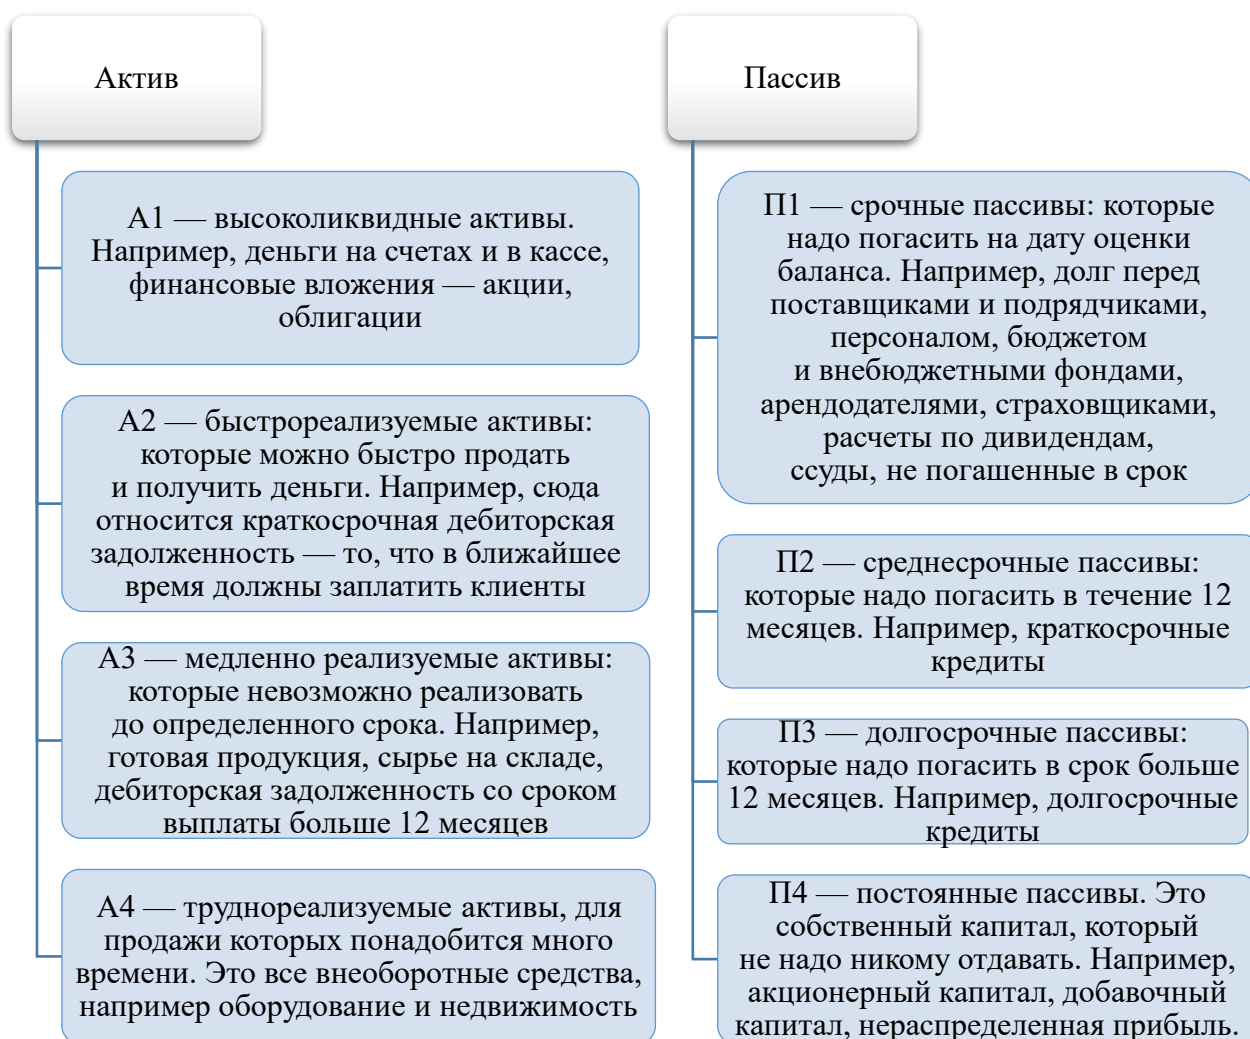 Актив
А1 — высоколиквидные активы.
Например, деньги на счетах и в кассе,
финансовые вложения — акции,
облигации
А2 — быстрореализуемые активы:
которые можно быстро продать
и получить деньги. Например, сюда
относится краткосрочная дебиторская
задолженность — то, что в ближайшее
время должны заплатить клиенты
А3 — медленно реализуемые активы:
которые невозможно реализовать
до определенного срока. Например,
готовая продукция, сырье на складе,
дебиторская задолженность со сроком
выплаты больше 12 месяцев
А4 — труднореализуемые активы, для
продажи которых понадобится много
времени. Это все внеоборотные средства,
например оборудование и недвижимость
Пассив
П1 — срочные пассивы: которые
надо погасить на дату оценки
баланса. Например, долг перед
поставщиками и подрядчиками,
персоналом, бюджетом
и внебюджетными фондами,
арендодателями, страховщиками,
расчеты по дивидендам,
ссуды, не погашенные в срок
П2 — среднесрочные пассивы:
которые надо погасить в течение 12
месяцев. Например, краткосрочные
кредиты
П3 — долгосрочные пассивы:
которые надо погасить в срок больше
12 месяцев. Например, долгосрочные
кредиты
П4 — постоянные пассивы. Это
собственный капитал, который
не надо никому отдавать. Например,
акционерный капитал, добавочный
капитал, нераспределенная прибыль.